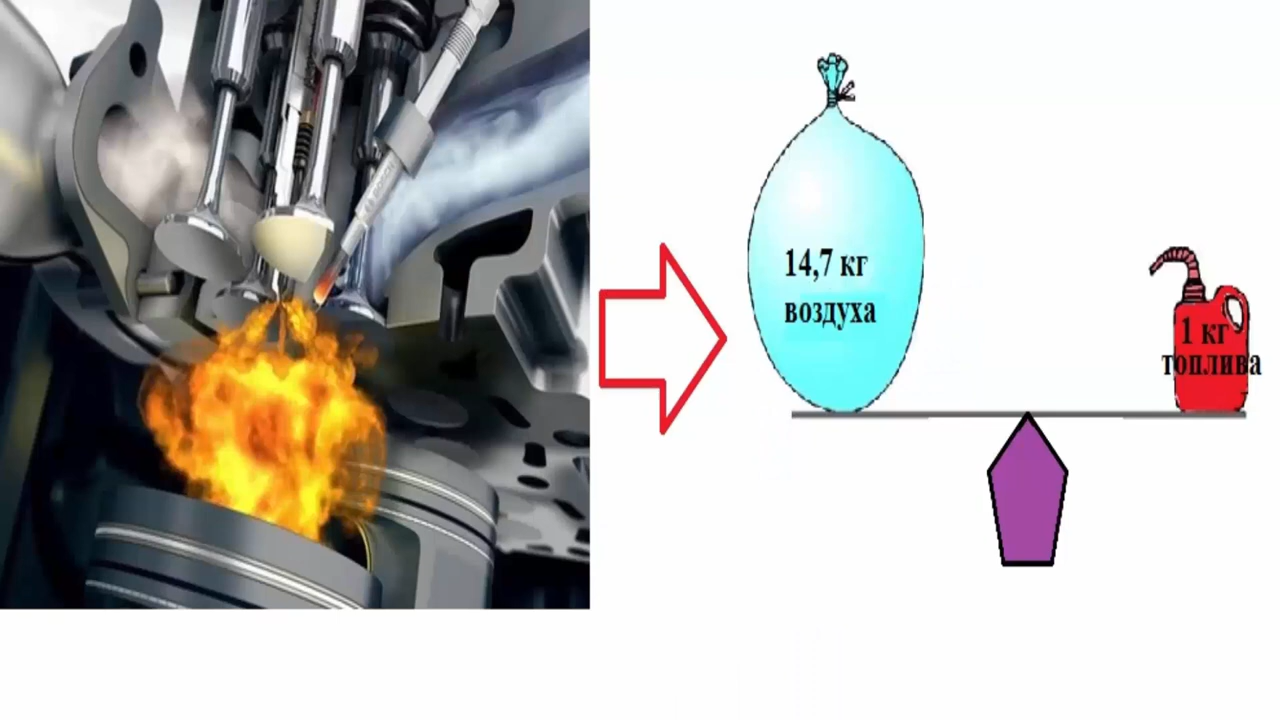 14,7 кг
воздуха
1 кг
топлива